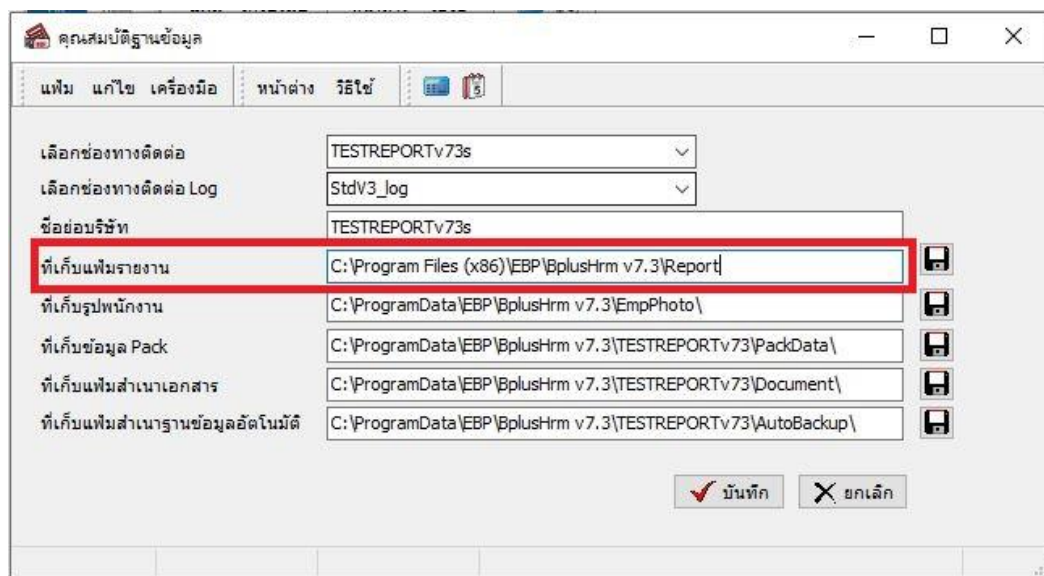 คุณสมบัติฐานข้อมูล
แฟ้ม แก้ไข เครื่องมือ หน้าต่าง วิธีใช้
เลือกช่องทางติดต่อ TESTREPORTv73s
เลือกช่องทางติดต่อ Log StdV3_log
ชื่อย่อบริษัท TESTREPORTv73s
ที่เก็บแฟ้มรายงาน C:\Program Files (x86)\EBP\BplusHrm v7.3\Report
ที่เก็บรูปพนักงาน C:\ProgramData\EBP\BplusHrm v7.3\EmpPhoto\
ที่เก็บข้อมูล Pack C:\ProgramData\EBP\BplusHrm v7.3\TESTREPORTv73\PackData\
ที่เก็บแฟ้มสำเนาเอกสาร C:\ProgramData\EBP\BplusHrm v7.3\TESTREPORTv73\Document\
ที่เก็บแฟ้มสำเนาฐานข้อมูลอัตโนมัติ C:\ProgramData\EBP\BplusHrm v7.3\TESTREPORTv73\AutoBackup\
บันทึก ยกเลิก